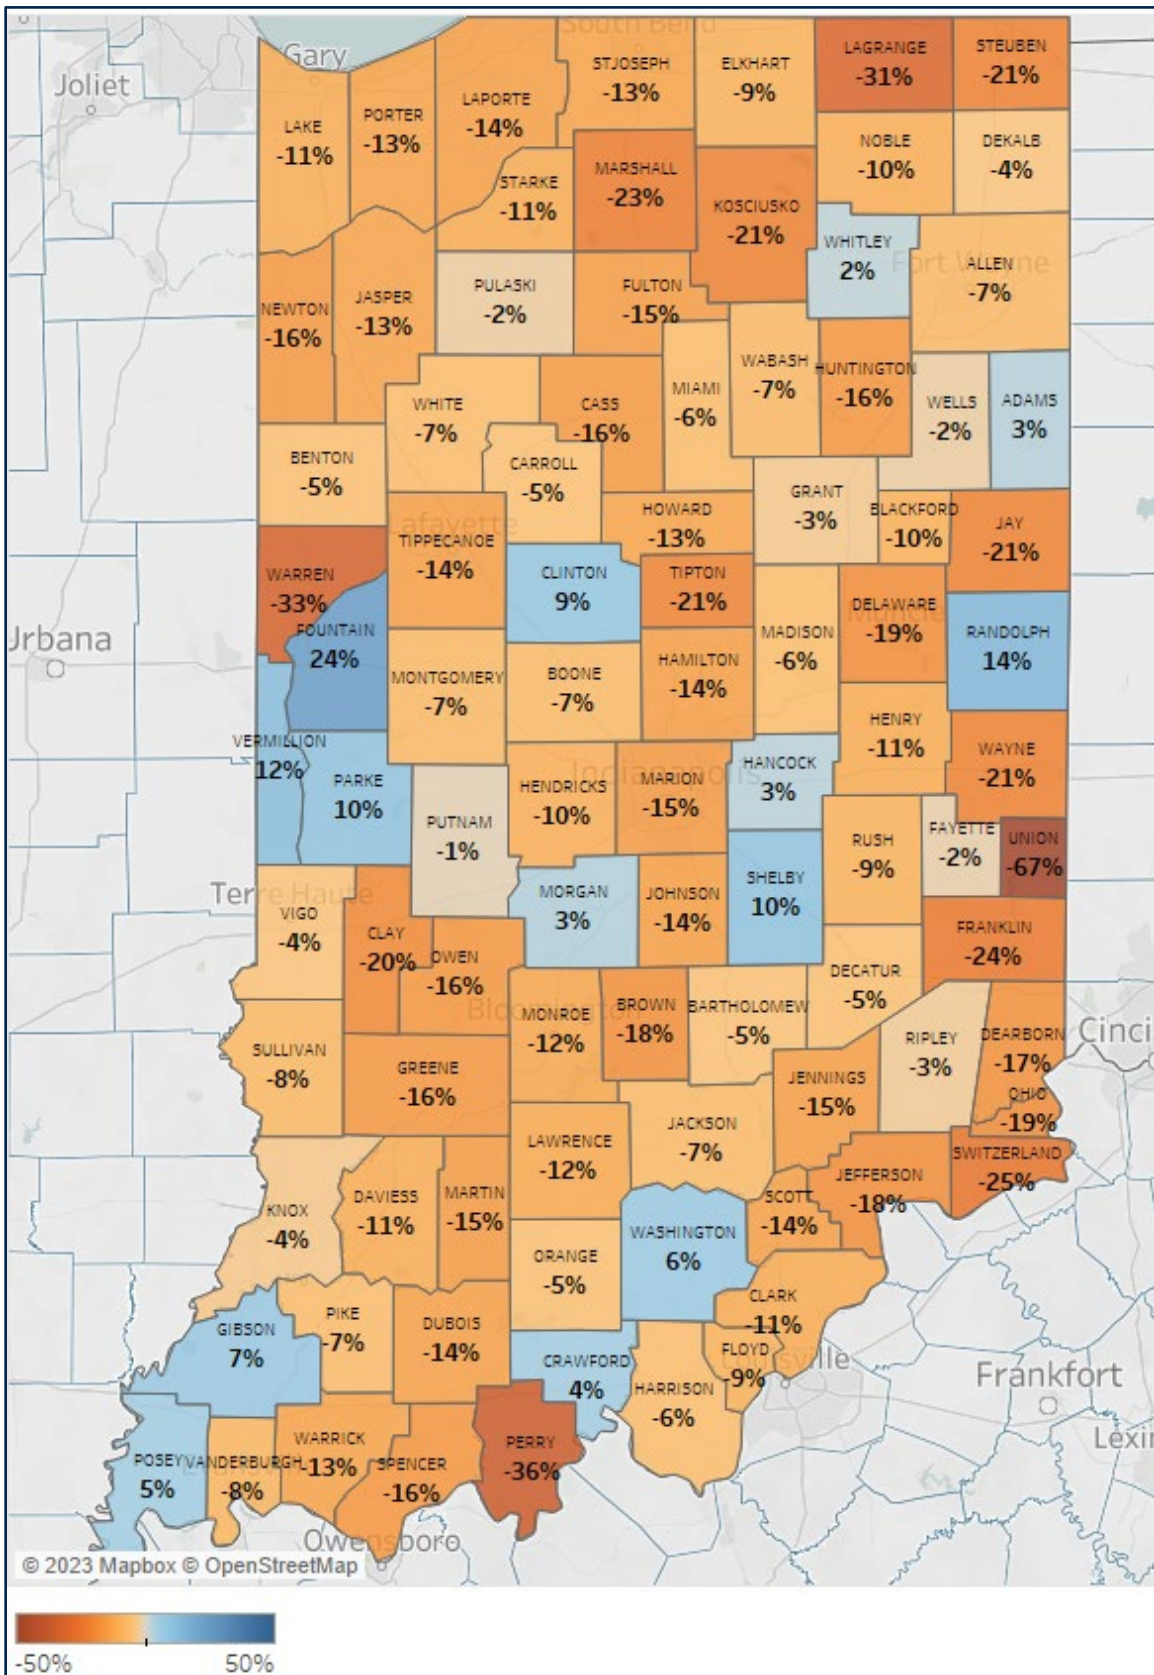 South Bend
Gary
Joliet
LAGRANGE
-31%
STEUBEN
-21%
STJOSEPH
-13%
ELKHART
-9%
LAPORTE
-14%
PORTER
-13%
LAKE
-11%
NOBLE
-10%
DEKALB
-4%
MARSHALL
-23%
STARKE
-11%
KOSCIUSKO
-21%
WHITLEY
2%
Fort Wayne
ALLEN
-7%
PULASKI
-2%
FULTON
-15%
JASPER
-13%
NEWTON
-16%
WABASH
-7%
HUNTINGTON
-16%
MIAMI
-6%
WELLS
-2%
ADAMS
3%
WHITE
-7%
CASS
-16%
BENTON
-5%
CARROLL
-5%
GRANT
-3%
BLACKFORD
-10%
JAY
-21%
HOWARD
-13%
Lafayette
TIPPECANOE
-14%
WARREN
-33%
CLINTON
9%
TIPTON
-21%
DELAWARE
-19%
Muncie
Urbana
FOUNTAIN
24%
MADISON
-6%
RANDOLPH
14%
MONTGOMERY
-7%
BOONE
-7%
HAMILTON
-14%
HENRY
-11%
VERMILLION
12%
WAYNE
-21%
PARKE
10%
HENDRICKS
-10%
Indianapolis
MARION
-15%
HANCOCK
3%
PUTNAM
-1%
RUSH
-9%
FAYETTE
-2%
UNION
-67%
Terre Haute
VIGO
-4%
MORGAN
3%
JOHNSON
-14%
SHELBY
10%
CLAY
-20%
OWEN
-16%
FRANKLIN
-24%
DECATUR
-5%
Bloomington
MONROE
-12%
BROWN
-18%
BARTHOLOMEW
-5%
RIPLEY
-3%
DEARBORN
-17%
Cinci
SULLIVAN
-8%
GREENE
-16%
JENNINGS
-15%
OHIO
-19%
LAWRENCE
-12%
JACKSON
-7%
SWITZERLAND
-25%
JEFFERSON
-18%
KNOX
-4%
DAVIESS
-11%
MARTIN
-15%
SCOTT
-14%
WASHINGTON
6%
ORANGE
-5%
CLARK
-11%
GIBSON
7%
PIKE
-7%
DUBOIS
-14%
FLOYD
-9%
Louisville
CRAWFORD
4%
HARRISON
-6%
Frankfort
Lexi
POSEY
5%
Evansville
VANDERBURGH
-8%
WARRICK
-13%
SPENCER
-16%
PERRY
-36%
Owensboro
© 2023 Mapbox © OpenStreetMap
-50% 50%